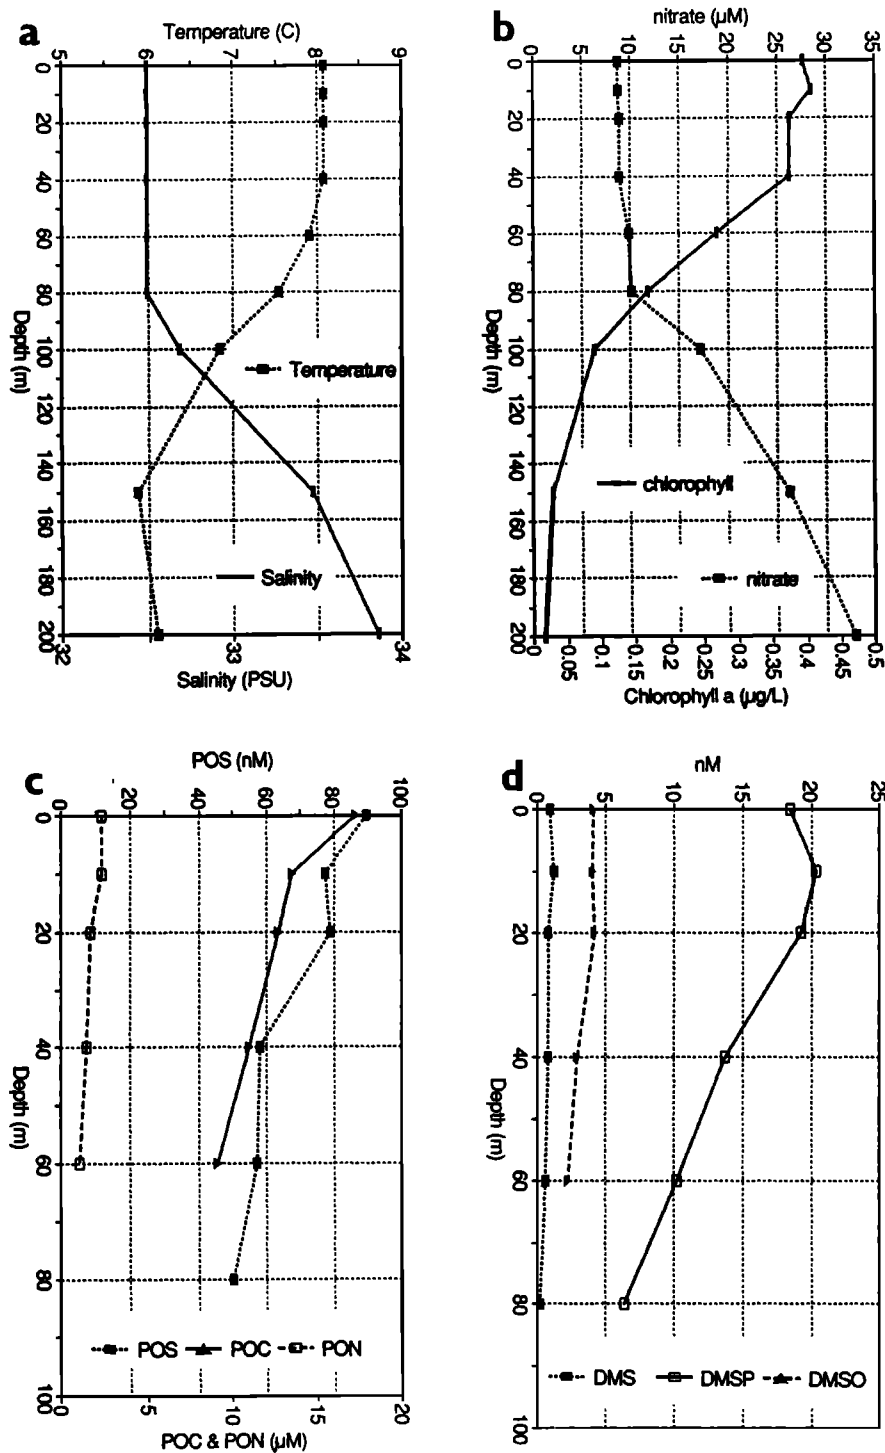 a
Temperature (C)
5 6 7 8 9
0
20
40
60
80
100
120
140
160
180
200
Depth (m)
Temperature
Salinity
32 33 34
Salinity (PSU)
b
nitrate (µM)
0 5 10 15 20 25 30 35
0
20
40
60
80
100
120
140
160
180
200
Depth (m)
chlorophyll
nitrate
0 0.05 0.1 0.15 0.2 0.25 0.3 0.35 0.4 0.45 0.5
Chlorophyll a (µg/L)
c
POS (nM)
0 20 40 60 80 100
0
20
40
60
80
100
Depth (m)
POS POC PON
0 5 10 15 20
POC & PON (µM)
d
nM
0 5 10 15 20 25
0
20
40
60
80
100
Depth (m)
DMS DMSP DMSO